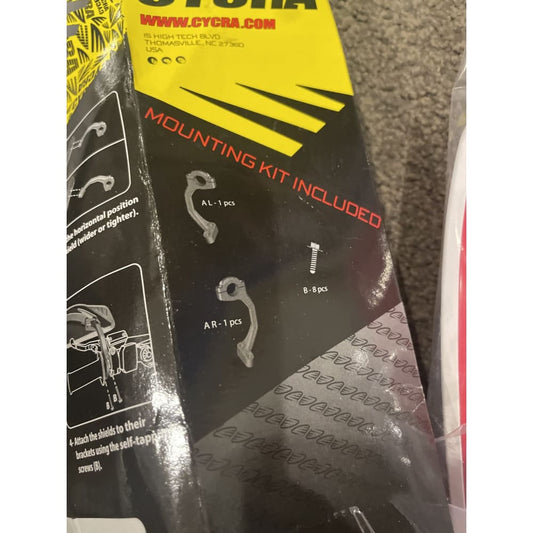 CYCRA
WWW.CYCRA.COM
15 HIGH TECH BLVD.
THOMASVILLE, NC 27360.
USA
MOUNTING KIT INCLUDED
A L - 1 pcs
B - 8 pcs
A R - 1 pcs
horizontal position
(wider or tighter).
B B
4- Attach the shields to their
brackets using the self-tapp
screws (B).